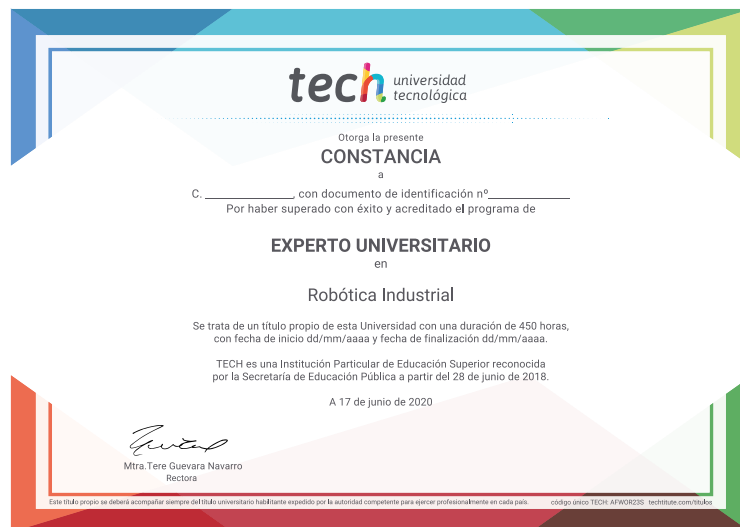 tech universidad
tecnológica
Otorga la presente
CONSTANCIA
a
C. ______________, con documento de identificación nº______________
Por haber superado con éxito y acreditado el programa de
EXPERTO UNIVERSITARIO
en
Robótica Industrial
Se trata de un título propio de esta Universidad con una duración de 450 horas,
con fecha de inicio dd/mm/aaaa y fecha de finalización dd/mm/aaaa.
TECH es una Institución Particular de Educación Superior reconocida
por la Secretaría de Educación Pública a partir del 28 de junio de 2018.
A 17 de junio de 2020
Mtra.Tere Guevara Navarro
Rectora
Este título propio se deberá acompañar siempre del título universitario habilitante expedido por la autoridad competente para ejercer profesionalmente en cada país. código único TECH: AFWOR23S techtitute.com/titulos